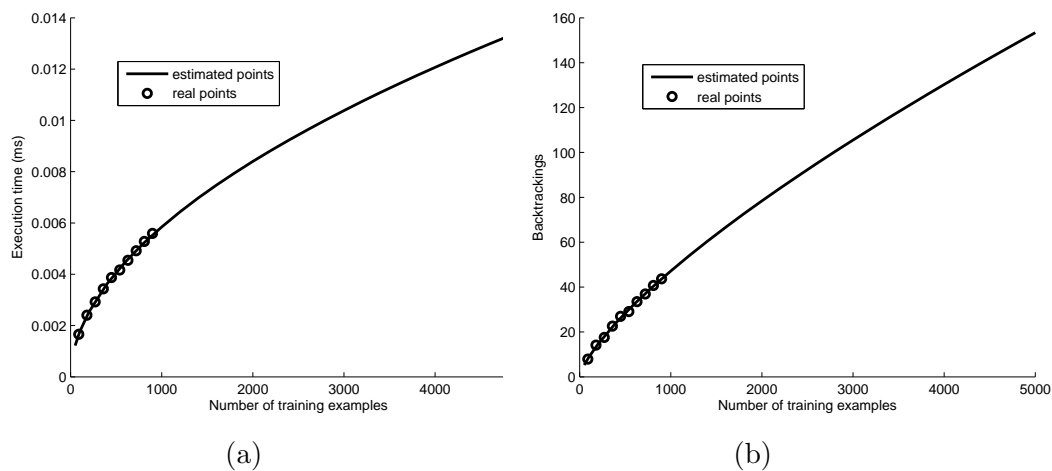 0.014
0.012
0.01
0.008
0.006
0.004
0.002
0
Execution time (ms)
estimated points
real points
0 1000 2000 3000 4000
Number of training examples
(a)
160
140
120
100
80
60
40
20
0
Backtrackings
estimated points
real points
0 1000 2000 3000 4000 5000
Number of training examples
(b)